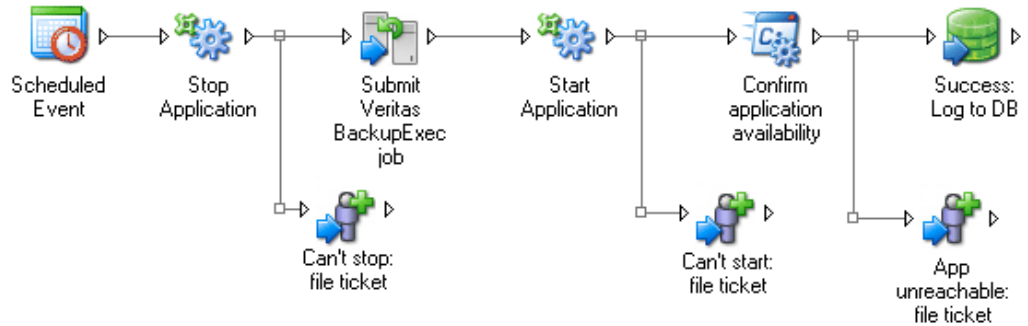 Scheduled
Event
Stop
Application
Submit
Veritas
BackupExec
job
Start
Application
C:\
Confirm
application
availability
Success:
Log to DB
Can't stop:
file ticket
Can't start:
file ticket
App
unreachable:
file ticket